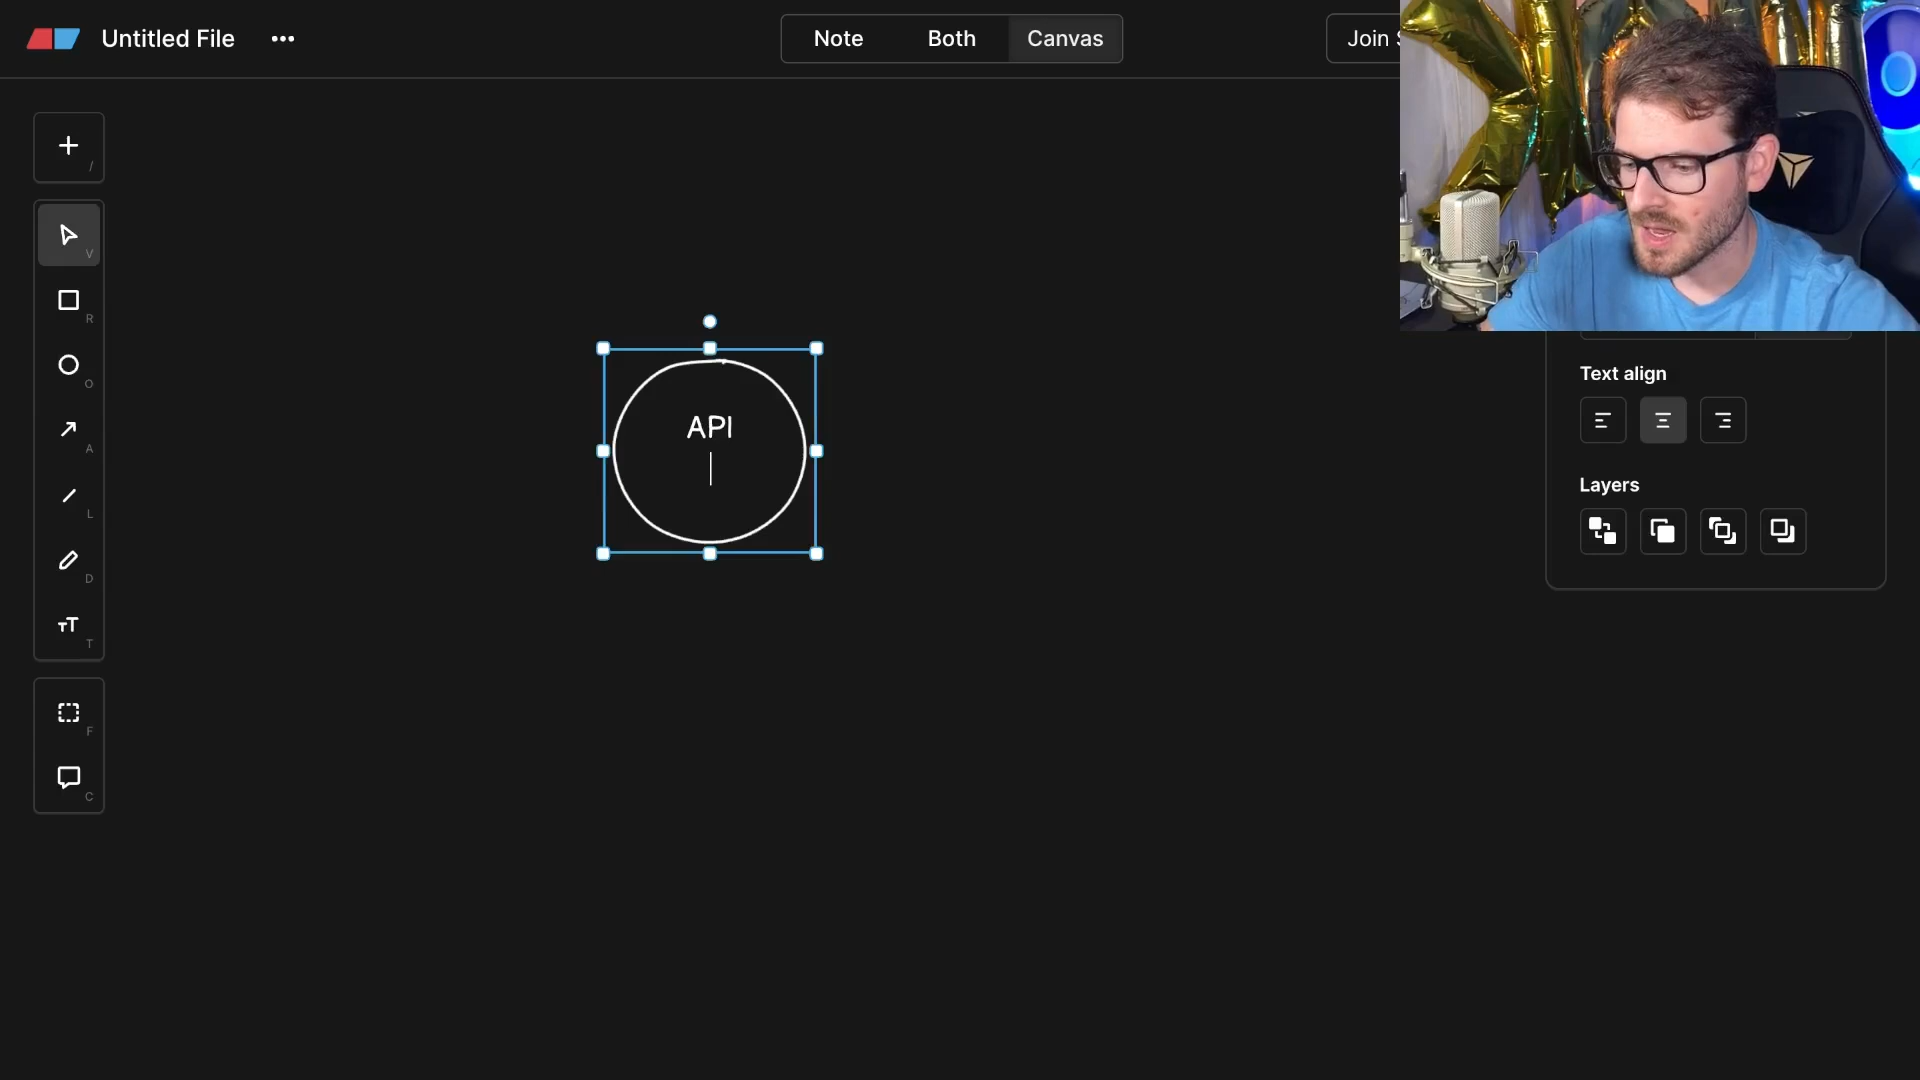 Untitled File
Note
Both
Canvas
Join
/
V
R
O
A
L
D
T
F
C
API
Text align
Layers